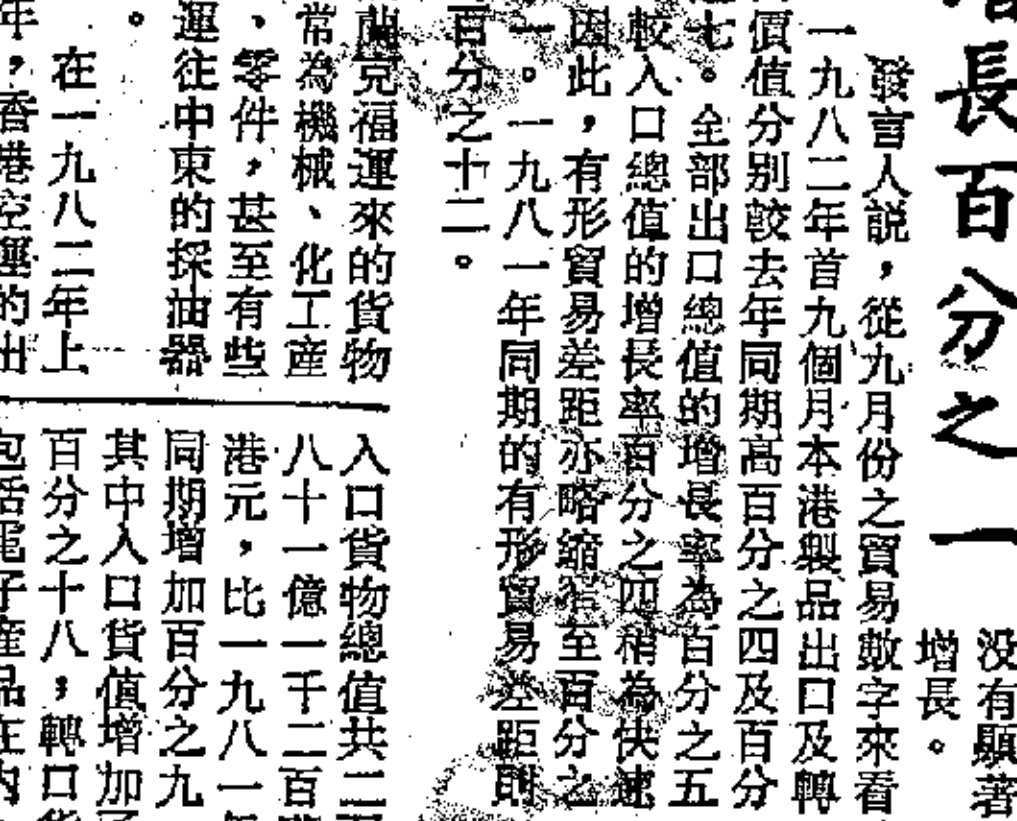 長百分之一
没有顯著
增長。
發言人説，從九月份之貿易數字來看
一九八二年首九個月本港製品出口及轉
價值分别較去年同期高百分之四及百分
七。全部出口總值的增長率為百分之五
較入口總值的增長率百分之四稍為快速
因此，有形貿易差距亦略縮窄至百分之
一。一九八一年同期的有形貿易差距則
百分之十二。
蘭克福運來的貨物
常為機械、化工産
、零件，甚至有些
運往中東的採油器
。
在一九八二年上
年，香港空運的出
入口貨物總值共二
八十一億一千二百
港元，比一九八一
同期增加百分之九
其中入口貨值增加
百分之十八，轉口貨
包括電子産品在内